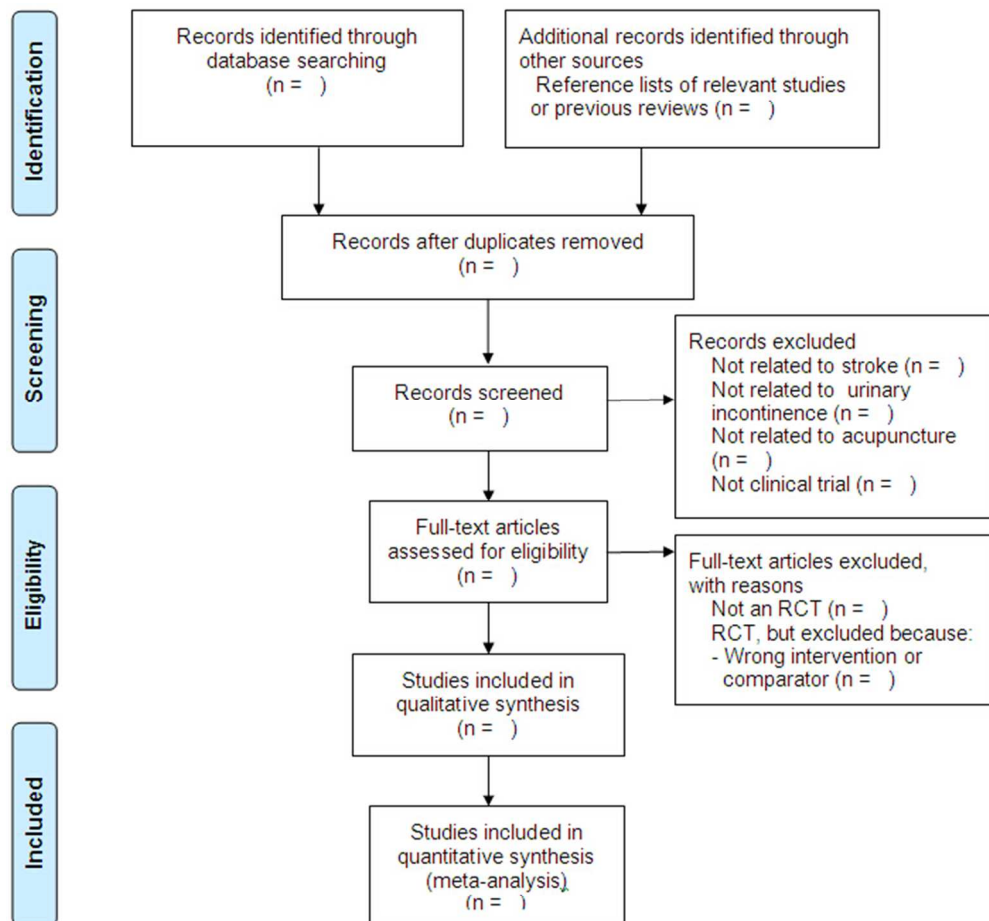 Identification
Records identified through
database searching
(n =   )
Additional records identified through
other sources
Reference lists of relevant studies
or previous reviews (n =   )
Records after duplicates removed
(n =   )
Screening
Records screened
(n =   )
Records excluded
Not related to stroke (n =   )
Not related to  urinary
incontinence (n =   )
Not related to acupuncture
(n =   )
Not clinical trial (n =   )
Eligibility
Full-text articles
assessed for eligibility
(n =   )
Full-text articles excluded,
with reasons
Not an RCT (n =   )
RCT, but excluded because:
- Wrong intervention or
comparator (n =   )
Studies included in
qualitative synthesis
(n =   )
Included
Studies included in
quantitative synthesis
(meta-analysis)
(n =   )